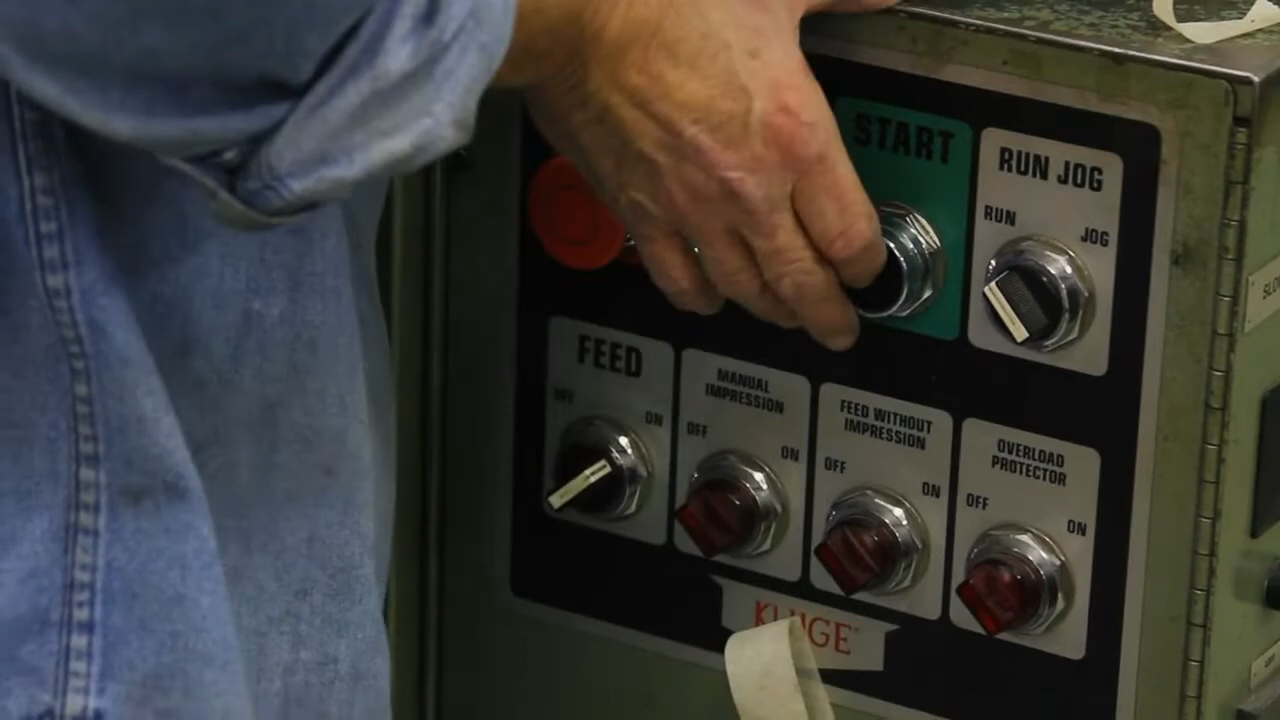 START
RUN JOG
RUN
JOG
FEED
OFF
ON
MANUAL
IMPRESSION
OFF
ON
FEED WITHOUT
IMPRESSION
OFF
ON
OVERLOAD
PROTECTOR
OFF
ON